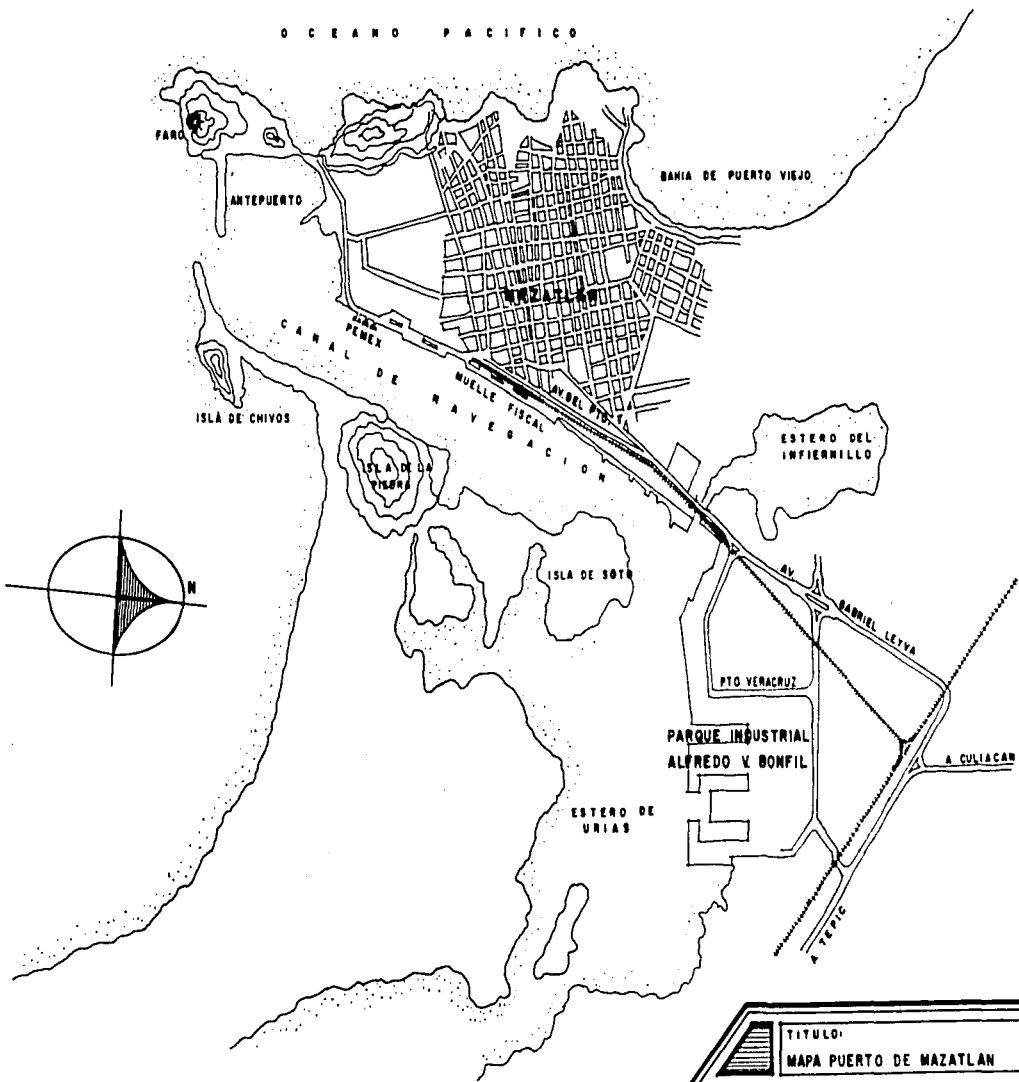 OCEANO PACIFICO
FARO
ANTEPUERTO
BAHIA DE PUERTO VIEJO
MAZATLAN
PEMEX
CANAL DE NAVEGACION
MUELLE FISCAL
AV. DEL PTO.
ISLA DE CHIVOS
ISLA DE LA
PIEDRA
ESTERO DEL
INFIERNILLO
ISLA DE SOTO
N
AV. GABRIEL LEYVA
PTO VERACRUZ
PARQUE INDUSTRIAL
ALFREDO V. BONFIL
A CULIACAN
ESTERO DE
URIAS
A TEPIC
TITULO:
MAPA PUERTO DE MAZATLAN